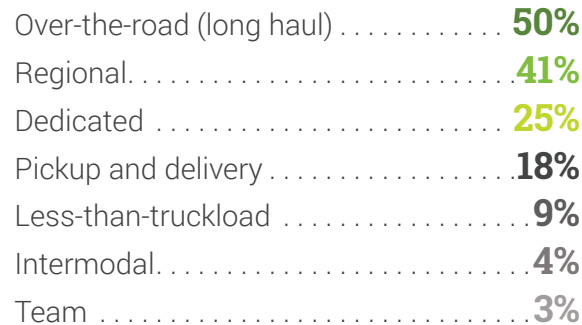 Over-the-road (long haul) . . . . . . . . . . . . 50%
Regional. . . . . . . . . . . . . . . . . . . . . . . . . . . 41%
Dedicated . . . . . . . . . . . . . . . . . . . . . . . . 25%
Pickup and delivery . . . . . . . . . . . . . . . . .18%
Less-than-truckload . . . . . . . . . . . . . . . . . .9%
Intermodal. . . . . . . . . . . . . . . . . . . . . . . . . .4%
Team . . . . . . . . . . . . . . . . . . . . . . . . . . . . . .3%